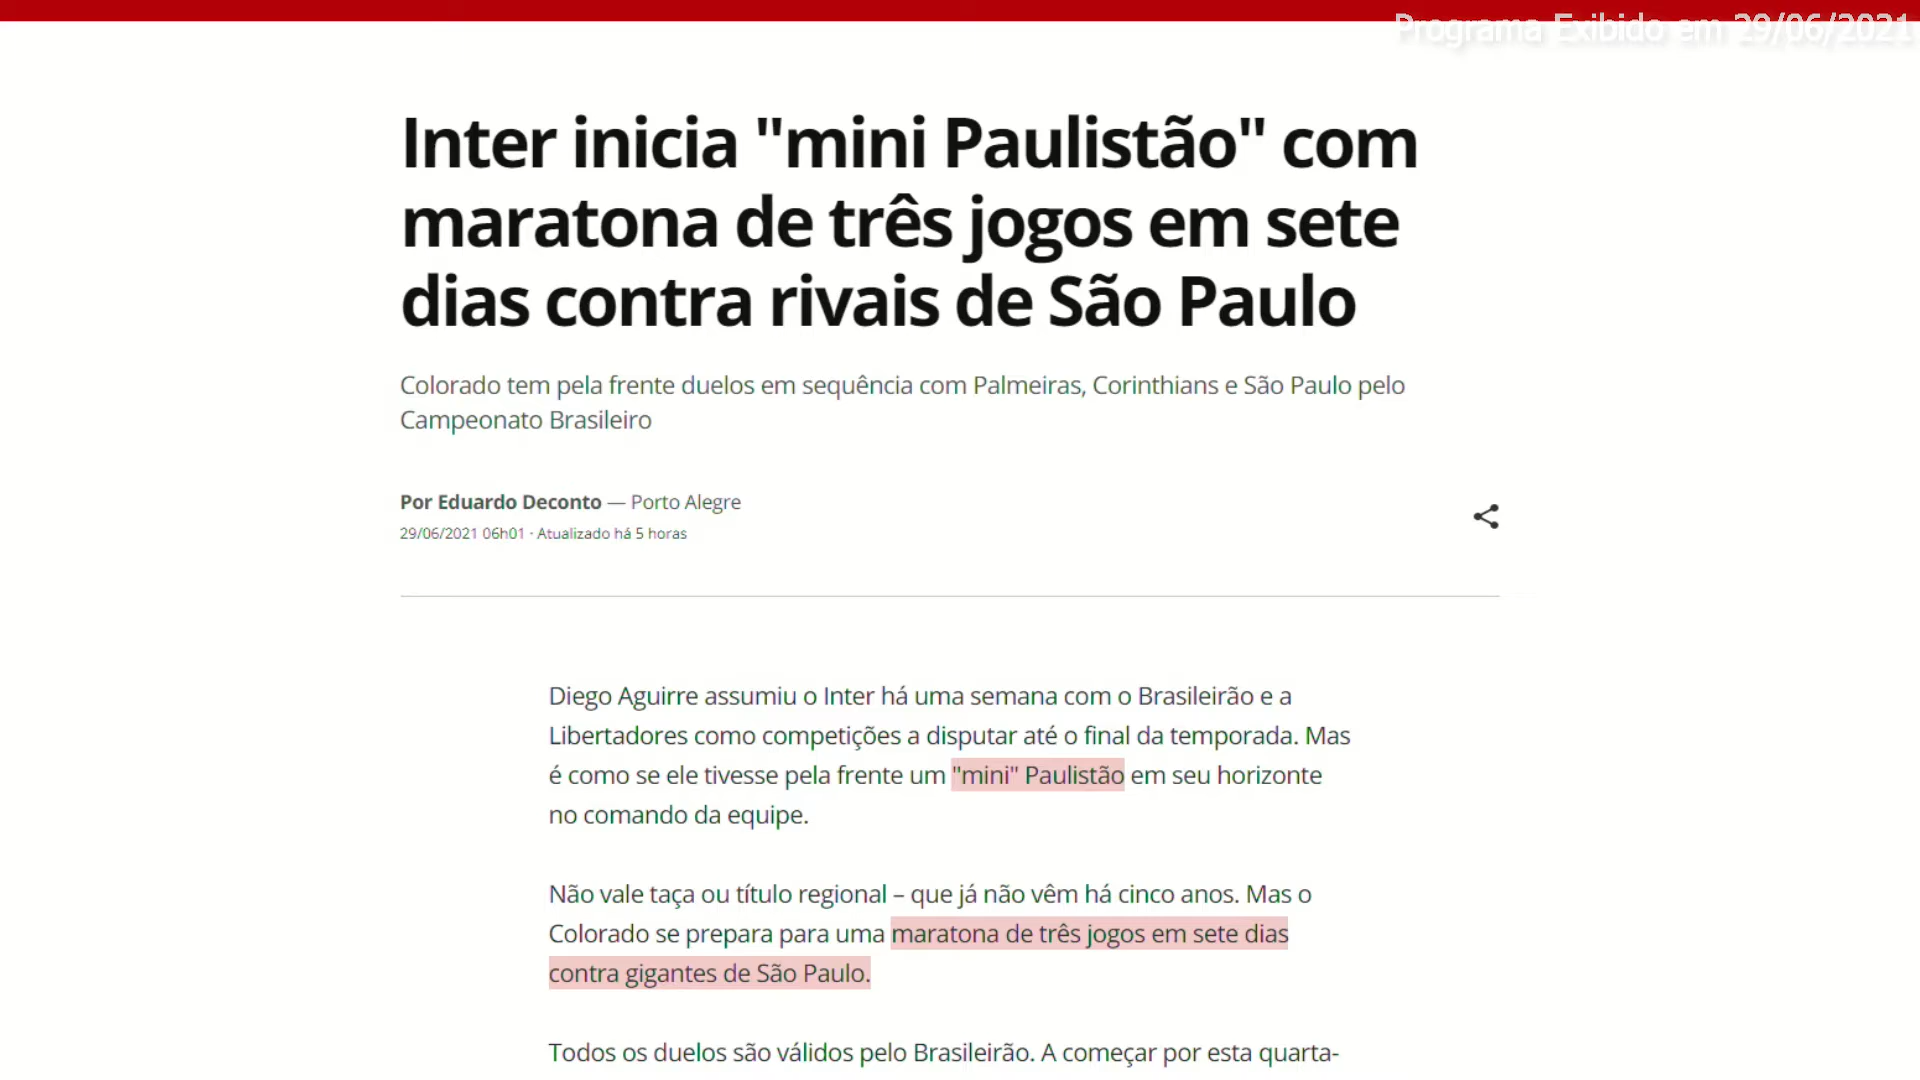 Programa Exibido em 29/06/2021
Inter inicia "mini Paulistão" com
maratona de três jogos em sete
dias contra rivais de São Paulo
Colorado tem pela frente duelos em sequência com Palmeiras, Corinthians e São Paulo pelo
Campeonato Brasileiro
Por Eduardo Deconto — Porto Alegre
29/06/2021 06h01 · Atualizado há 5 horas
Diego Aguirre assumiu o Inter há uma semana com o Brasileirão e a
Libertadores como competições a disputar até o final da temporada. Mas
é como se ele tivesse pela frente um "mini" Paulistão em seu horizonte
no comando da equipe.
Não vale taça ou título regional – que já não vêm há cinco anos. Mas o
Colorado se prepara para uma maratona de três jogos em sete dias
contra gigantes de São Paulo.
Todos os duelos são válidos pelo Brasileirão. A começar por esta quarta-